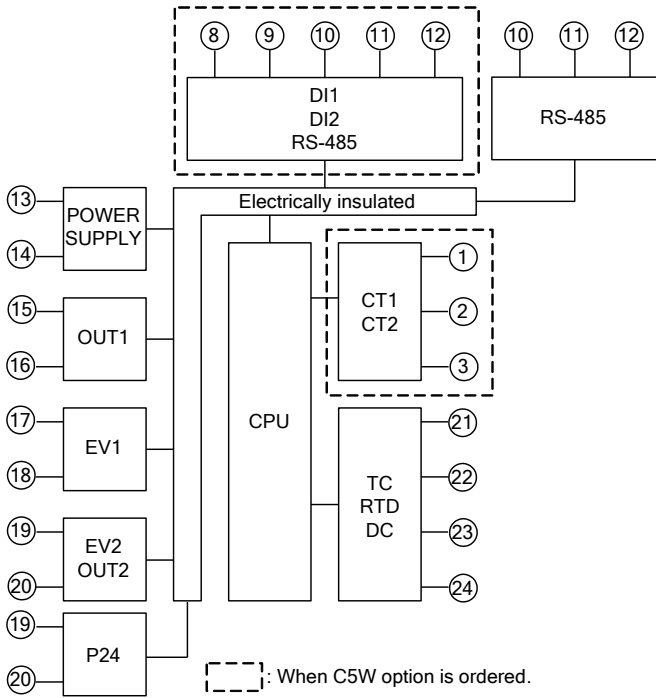 8 9 10 11 12
10 11 12
DI1
DI2
RS-485
RS-485
Electrically insulated
13
14
POWER
SUPPLY
15
16
OUT1
17
18
EV1
19
20
EV2
OUT2
19
20
P24
CPU
CT1
CT2
1
2
3
TC
RTD
DC
21
22
23
24
: When C5W option is ordered.